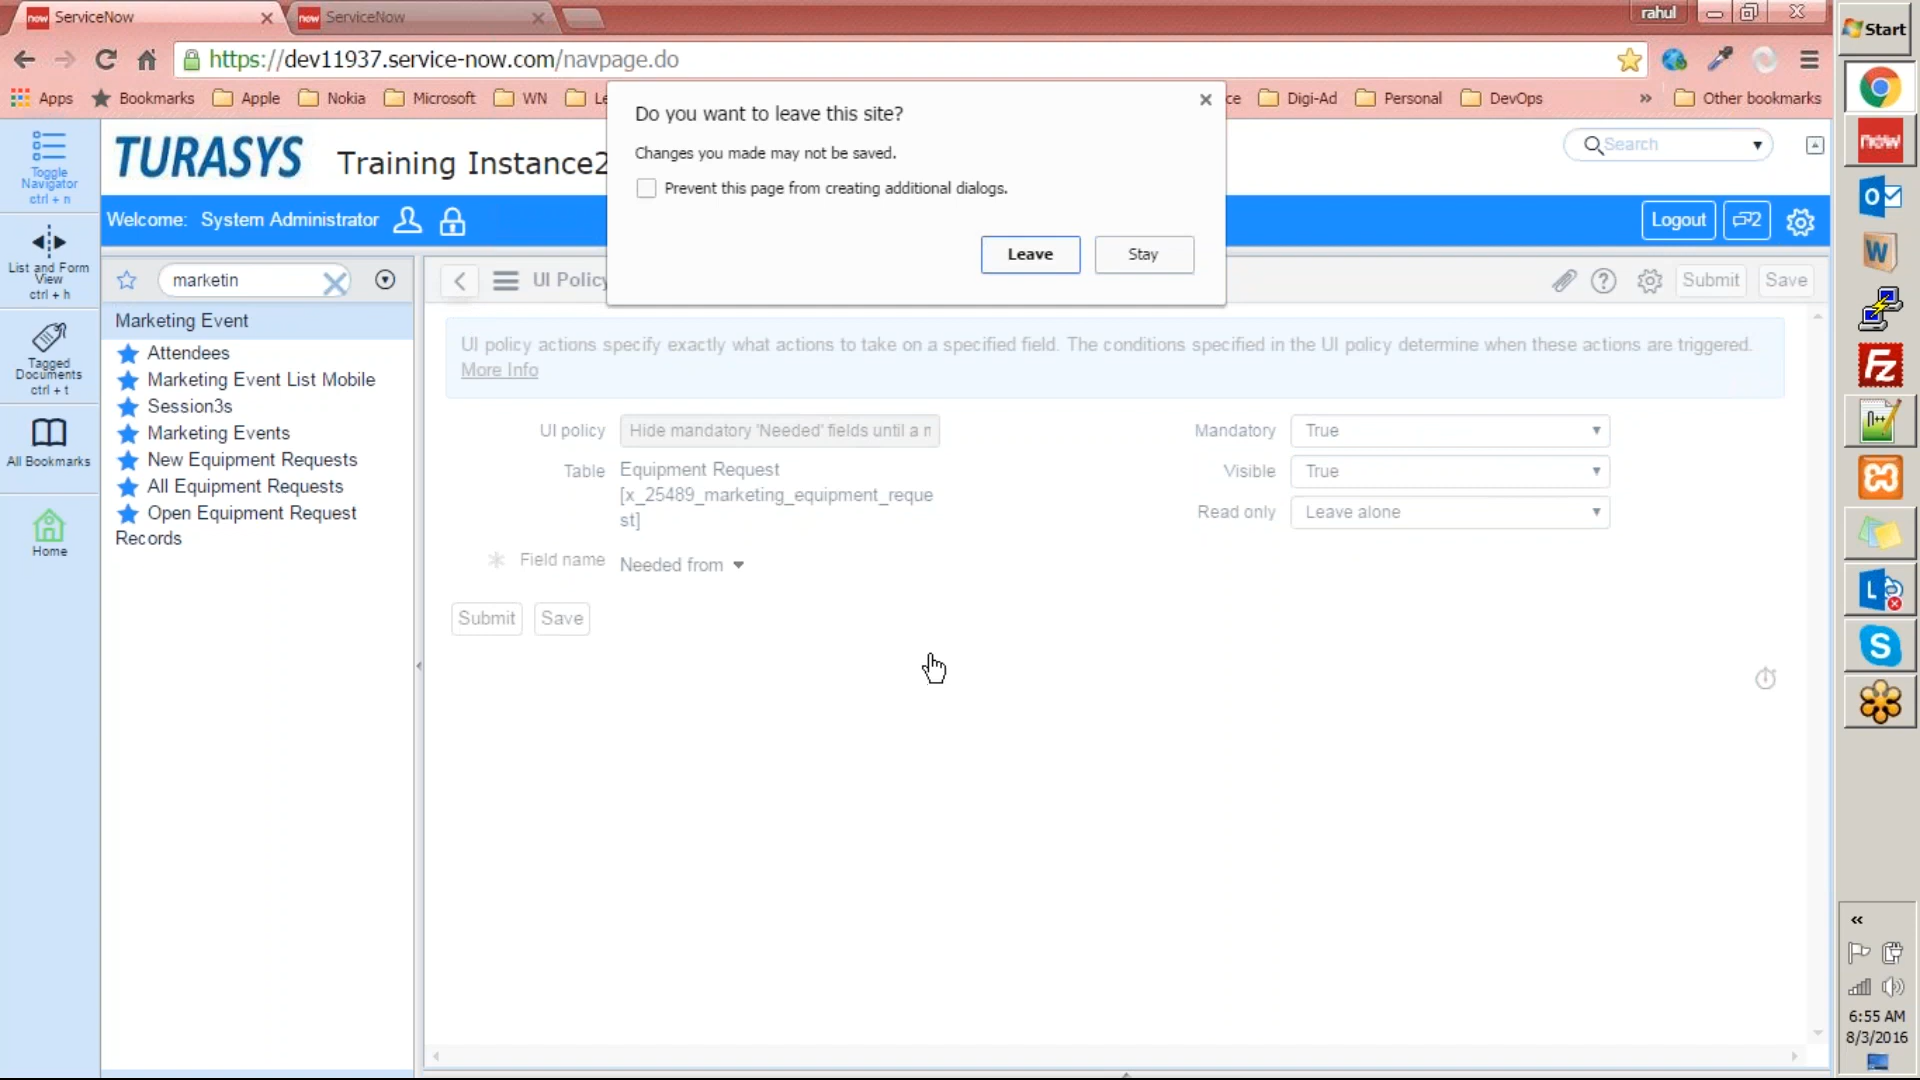 now ServiceNow
now ServiceNow
rahul
https://dev11937.service-now.com/navpage.do
Apps
Bookmarks
Apple
Nokia
Microsoft
WN
Digi-Ad
Personal
DevOps
»
Other bookmarks
Start
Do you want to leave this site?
Changes you made may not be saved.
Prevent this page from creating additional dialogs.
Leave
Stay
Toggle
Navigator
ctrl + n
TURASYS
Training Instance2
Search
Welcome: System Administrator
Logout
2
List and Form
View
ctrl + h
marketin
UI Policy
Submit
Save
Marketing Event
Attendees
Marketing Event List Mobile
Session3s
Marketing Events
New Equipment Requests
All Equipment Requests
Open Equipment Request
Records
Tagged
Documents
ctrl + t
All Bookmarks
Home
UI policy actions specify exactly what actions to take on a specified field. The conditions specified in the UI policy determine when these actions are triggered.
More Info
UI policy
Hide mandatory 'Needed' fields until a
Mandatory
True
Table
Equipment Request
[x_25489_marketing_equipment_reque
st]
Visible
True
Read only
Leave alone
Field name
Needed from
Submit
Save
now
6:55 AM
8/3/2016